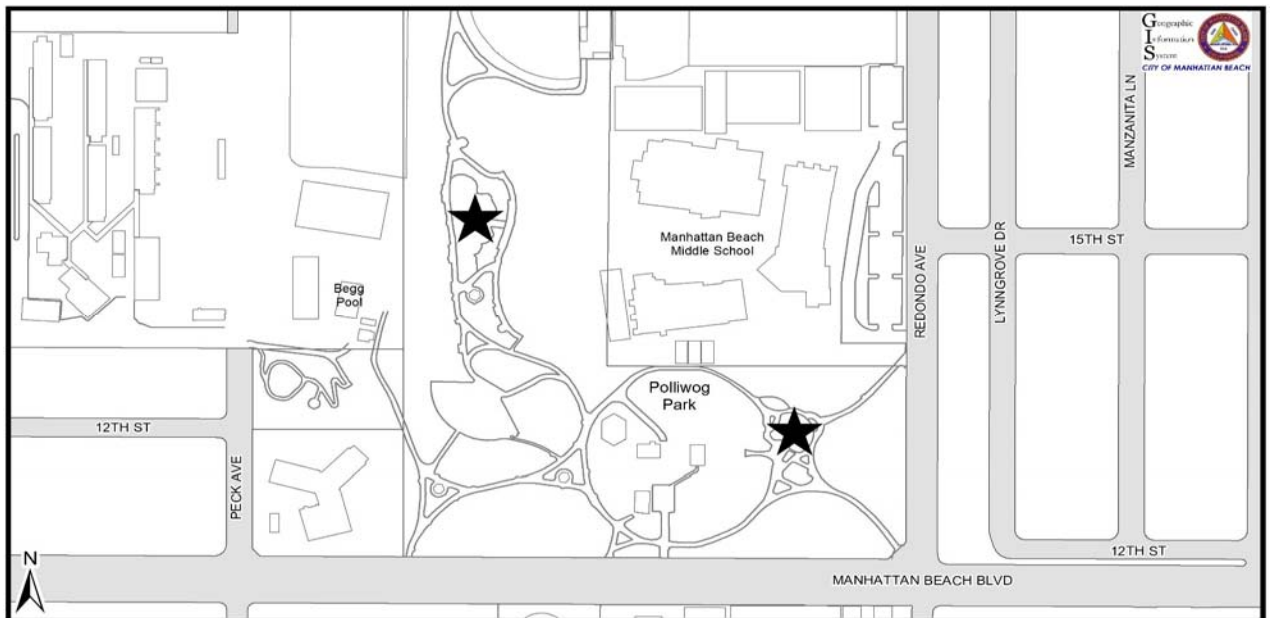 Geographic
Information
System
CITY OF MANHATTAN BEACH
MANZANITA LN
Manhattan Beach
Middle School
15TH ST
REDONDO AVE
LYNNGROVE DR
Begg
Pool
Polliwog
Park
12TH ST
PECK AVE
12TH ST
N
MANHATTAN BEACH BLVD